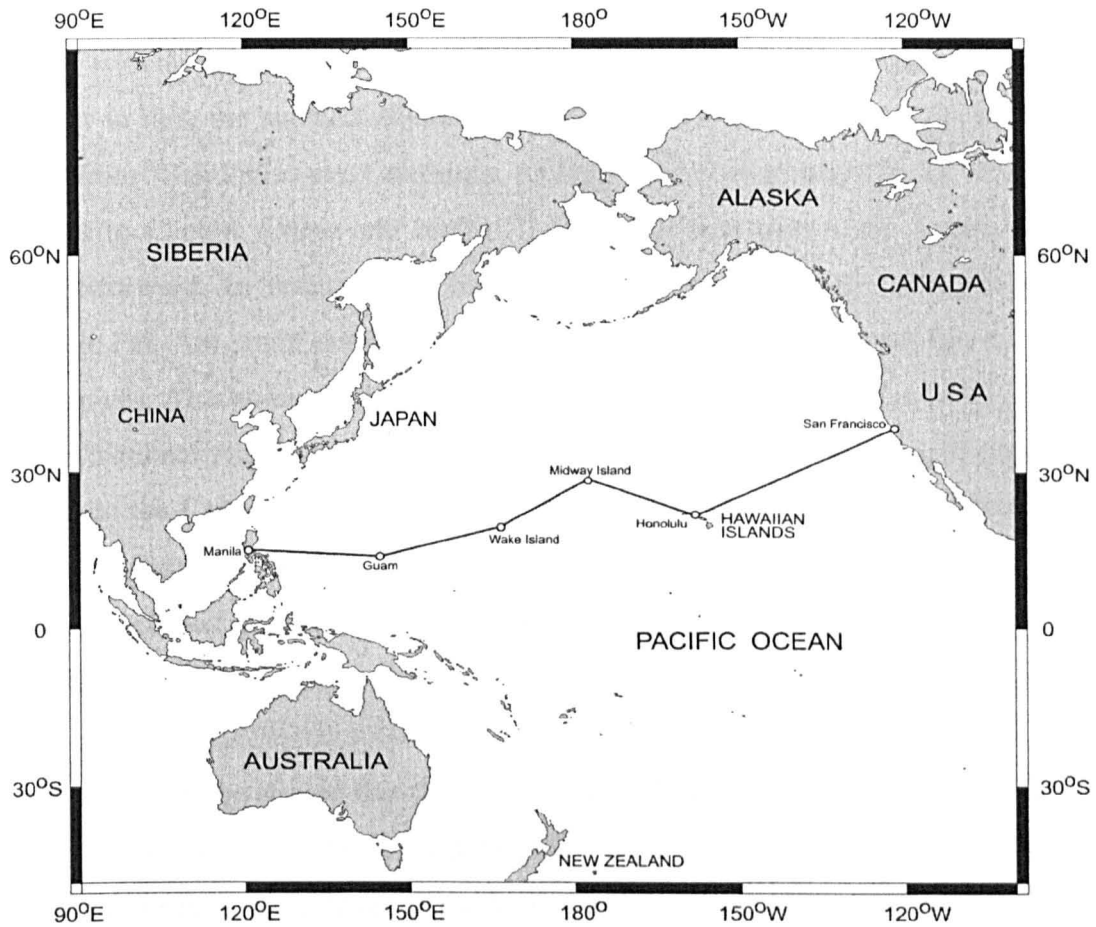 90°E 120°E 150°E 180° 150°W 120°W
ALASKA
SIBERIA
60°N 60°N
CANADA
USA
CHINA
JAPAN
San Francisco
30°N 30°N
Midway Island
Honolulu
HAWAIIAN
ISLANDS
Wake Island
Manila
Guam
0 0
PACIFIC OCEAN
AUSTRALIA
30°S 30°S
NEW ZEALAND
90°E 120°E 150°E 180° 150°W 120°W